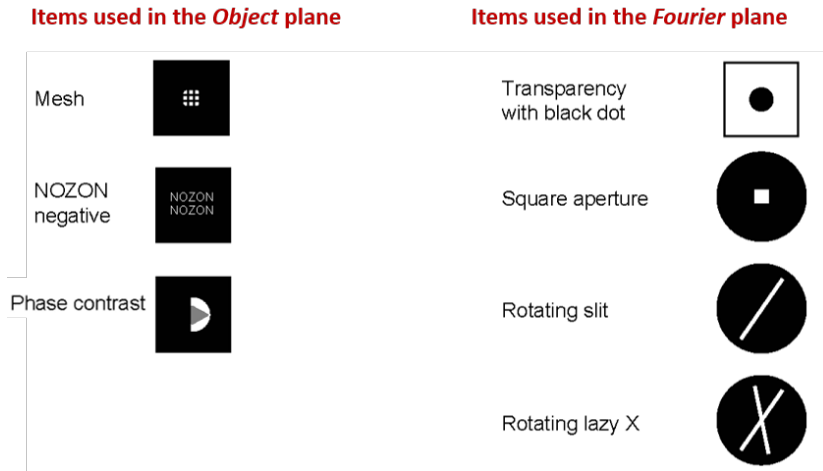 Items used in the Object plane
Items used in the Fourier plane
Mesh
Transparency
with black dot
NOZON
negative
NOZON
NOZON
Square aperture
Phase contrast
Rotating slit
Rotating lazy X